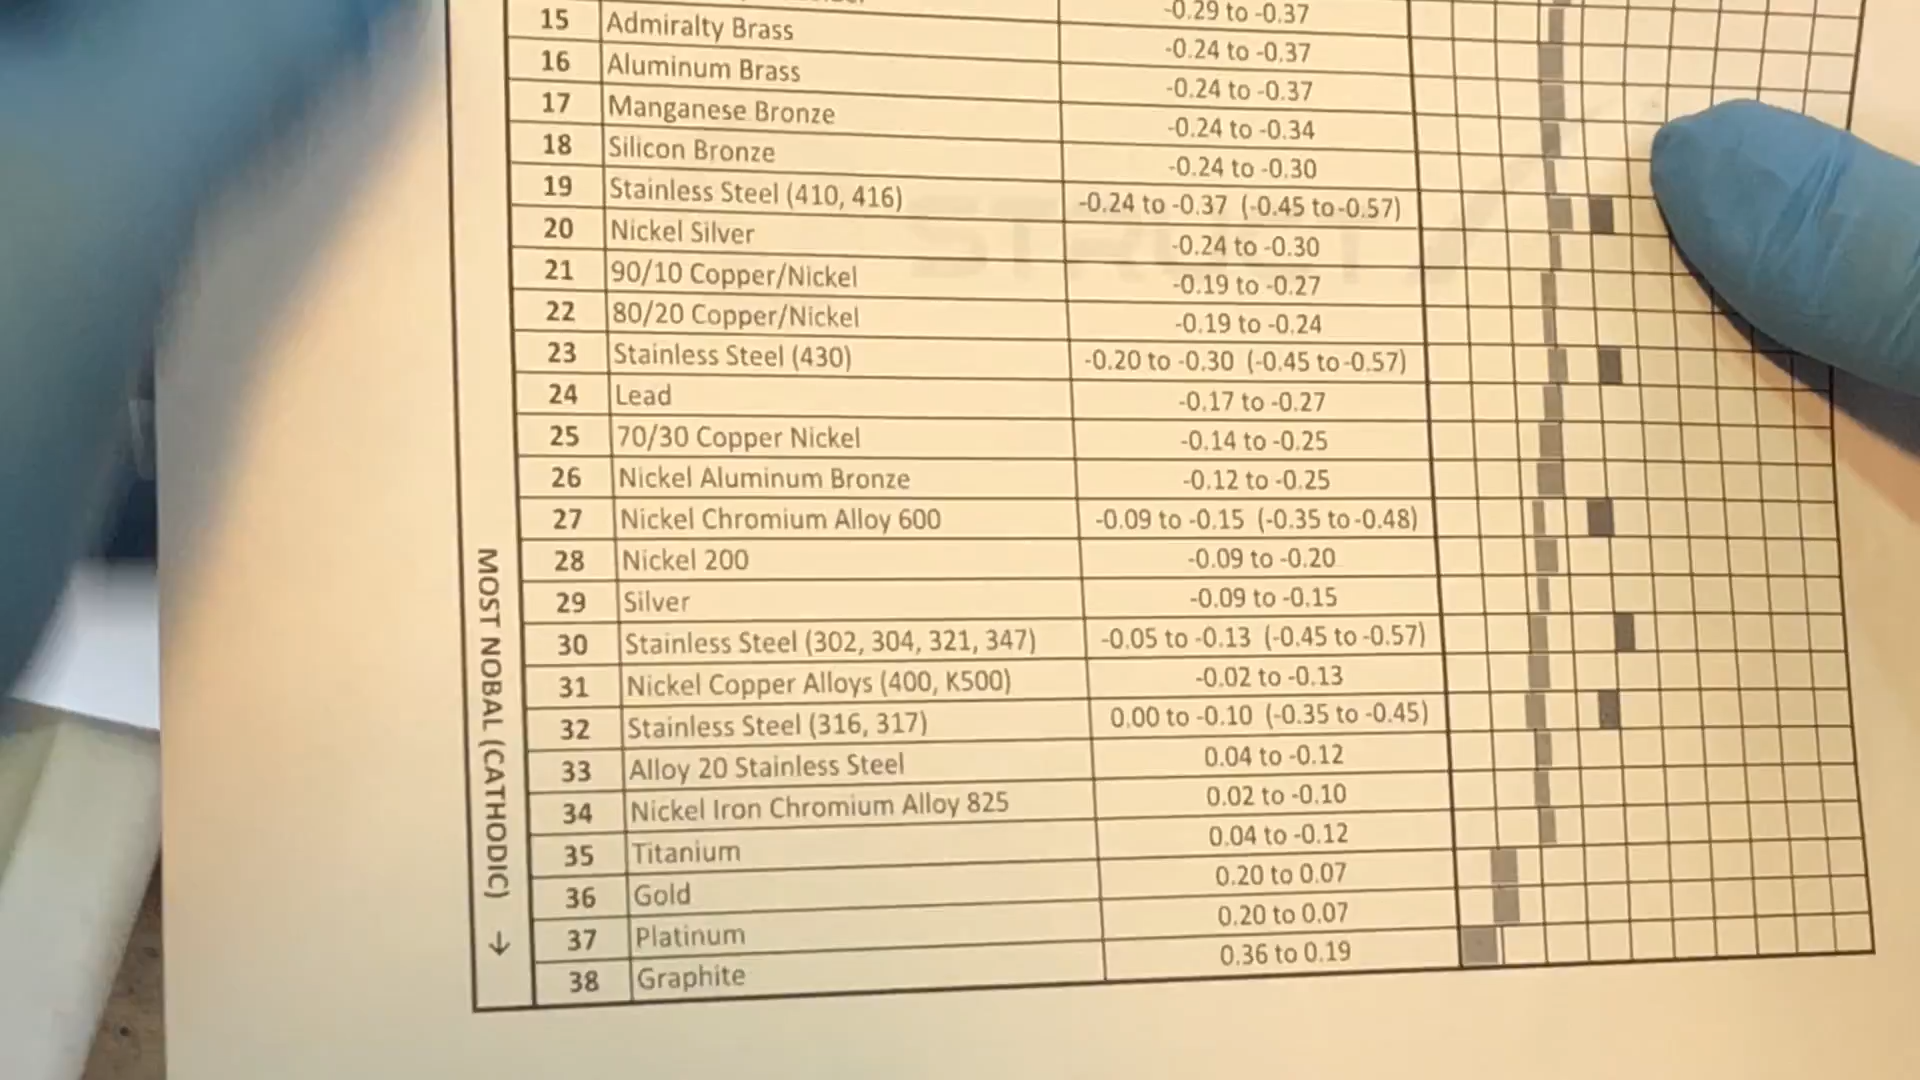 -0.29 to -0.37
15 Admiralty Brass -0.24 to -0.37
16 Aluminum Brass -0.24 to -0.37
17 Manganese Bronze -0.24 to -0.34
18 Silicon Bronze -0.24 to -0.30
19 Stainless Steel (410, 416) -0.24 to -0.37 (-0.45 to-0.57)
20 Nickel Silver -0.24 to -0.30
21 90/10 Copper/Nickel -0.19 to -0.27
22 80/20 Copper/Nickel -0.19 to -0.24
23 Stainless Steel (430) -0.20 to -0.30 (-0.45 to-0.57)
24 Lead -0.17 to -0.27
25 70/30 Copper Nickel -0.14 to -0.25
26 Nickel Aluminum Bronze -0.12 to -0.25
27 Nickel Chromium Alloy 600 -0.09 to -0.15 (-0.35 to-0.48)
28 Nickel 200 -0.09 to -0.20
29 Silver -0.09 to -0.15
30 Stainless Steel (302, 304, 321, 347) -0.05 to -0.13 (-0.45 to -0.57)
31 Nickel Copper Alloys (400, K500) -0.02 to -0.13
32 Stainless Steel (316, 317) 0.00 to -0.10 (-0.35 to -0.45)
33 Alloy 20 Stainless Steel 0.04 to -0.12
34 Nickel Iron Chromium Alloy 825 0.02 to -0.10
35 Titanium 0.04 to -0.12
36 Gold 0.20 to 0.07
37 Platinum 0.20 to 0.07
38 Graphite 0.36 to 0.19
MOST NOBAL (CATHODIC) →